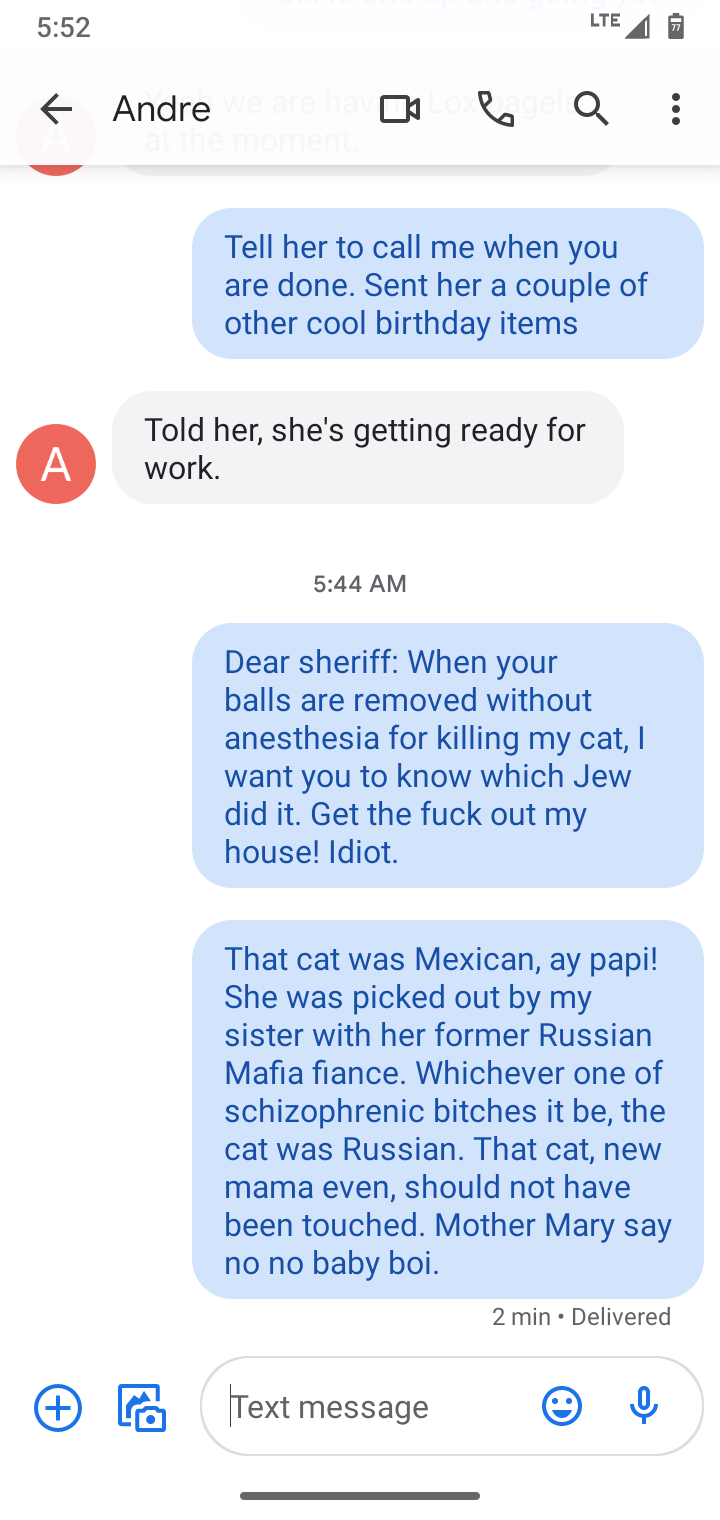 5:52
LTE
77
Andre
Yeah we are having Lox bagels
at the moment.
A
Tell her to call me when you
are done. Sent her a couple of
other cool birthday items
Told her, she's getting ready for
work.
A
5:44 AM
Dear sheriff: When your
balls are removed without
anesthesia for killing my cat, I
want you to know which Jew
did it. Get the fuck out my
house! Idiot.
That cat was Mexican, ay papi!
She was picked out by my
sister with her former Russian
Mafia fiance. Whichever one of
schizophrenic bitches it be, the
cat was Russian. That cat, new
mama even, should not have
been touched. Mother Mary say
no no baby boi.
2 min • Delivered
Text message